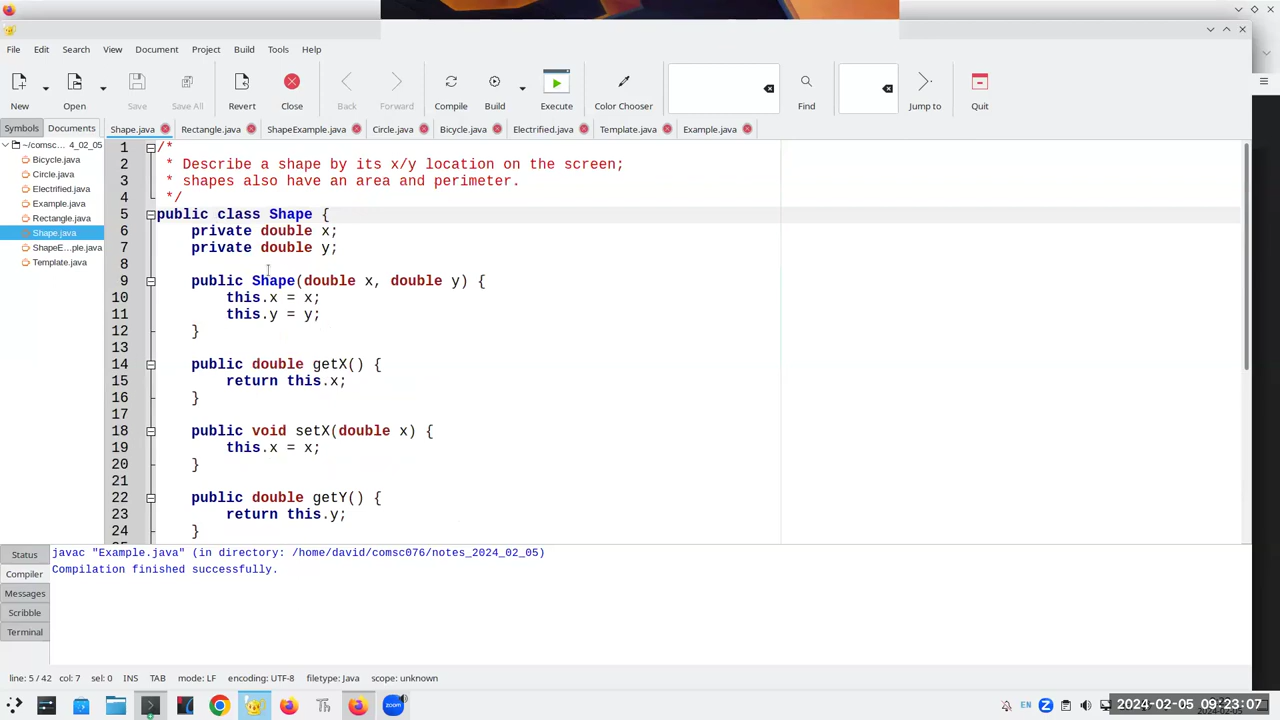 File Edit Search View Document Project Build Tools Help
New Open Save Save All Revert Close Back Forward Compile Build Execute Color Chooser Find Jump to Quit
Symbols Documents Shape.java Rectangle.java ShapeExample.java Circle.java Bicycle.java Electrified.java Template.java Example.java
~/comsc... 4_02_05
Bicycle.java
Circle.java
Electrified.java
Example.java
Rectangle.java
Shape.java
ShapeE...ple.java
Template.java
1 /*
2 * Describe a shape by its x/y location on the screen;
3 * shapes also have an area and perimeter.
4 */
5 public class Shape {
6 private double x;
7 private double y;
8
9 public Shape(double x, double y) {
10 this.x = x;
11 this.y = y;
12 }
13
14 public double getX() {
15 return this.x;
16 }
17
18 public void setX(double x) {
19 this.x = x;
20 }
21
22 public double getY() {
23 return this.y;
24 }
Status
Compiler
Messages
Scribble
Terminal
javac "Example.java" (in directory: /home/david/comsc076/notes_2024_02_05)
Compilation finished successfully.
line: 5 / 42 col: 7 sel: 0 INS TAB mode: LF encoding: UTF-8 filetype: Java scope: unknown
Th zoom EN Z 2024-02-05 09:23:07